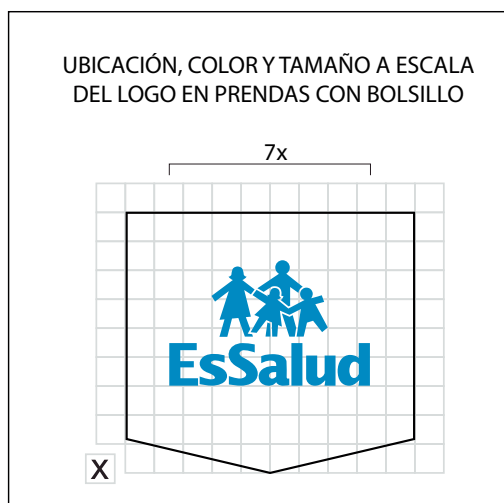 UBICACIÓN, COLOR Y TAMAÑO A ESCALA
DEL LOGO EN PRENDAS CON BOLSILLO
7x
EsSalud
X